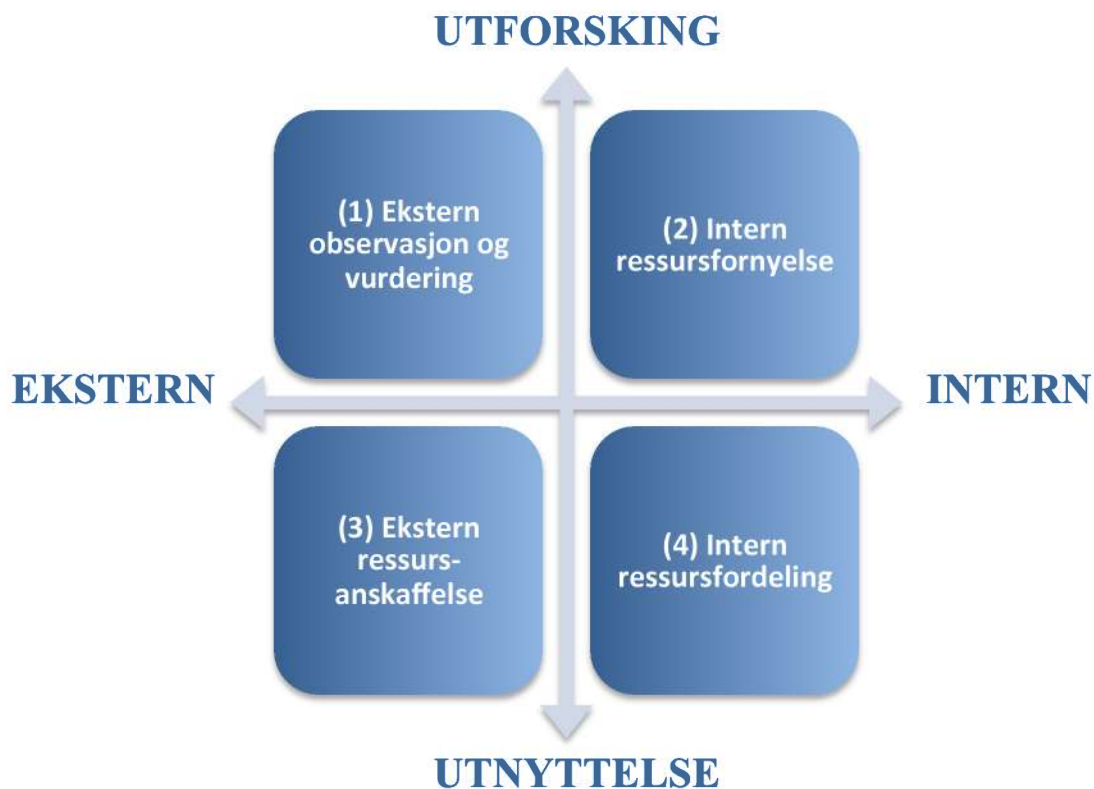 UTFORSKING
(1) Ekstern
observasjon og
vurdering
(2) Intern
ressursfornyelse
EKSTERN
INTERN
(3) Ekstern
ressurs-
anskaffelse
(4) Intern
ressursfordeling
UTNYTTELSE